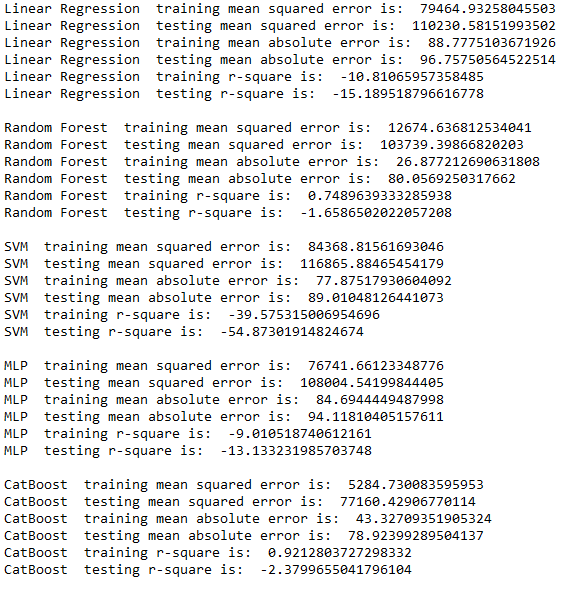 Linear Regression  training mean squared error is:  79464.93258045503
Linear Regression  testing mean squared error is:  110230.58151993502
Linear Regression  training mean absolute error is:  88.7775103671926
Linear Regression  testing mean absolute error is:  96.75750564522514
Linear Regression  training r-square is:  -10.81065957358485
Linear Regression  testing r-square is:  -15.189518796616778

Random Forest  training mean squared error is:  12674.636812534041
Random Forest  testing mean squared error is:  103739.39866820203
Random Forest  training mean absolute error is:  26.877212690631808
Random Forest  testing mean absolute error is:  80.0569250317662
Random Forest  training r-square is:  0.7489639333285938
Random Forest  testing r-square is:  -1.6586502022057208

SVM  training mean squared error is:  84368.81561693046
SVM  testing mean squared error is:  116865.88465454179
SVM  training mean absolute error is:  77.87517930604092
SVM  testing mean absolute error is:  89.01048126441073
SVM  training r-square is:  -39.575315006954696
SVM  testing r-square is:  -54.87301914824674

MLP  training mean squared error is:  76741.66123348776
MLP  testing mean squared error is:  108004.54199844405
MLP  training mean absolute error is:  84.6944449487998
MLP  testing mean absolute error is:  94.11810405157611
MLP  training r-square is:  -9.010518740612161
MLP  testing r-square is:  -13.133231985703748

CatBoost  training mean squared error is:  5284.730083595953
CatBoost  testing mean squared error is:  77160.42906770114
CatBoost  training mean absolute error is:  43.32709351905324
CatBoost  testing mean absolute error is:  78.92399289504137
CatBoost  training r-square is:  0.9212803727298332
CatBoost  testing r-square is:  -2.3799655041796104